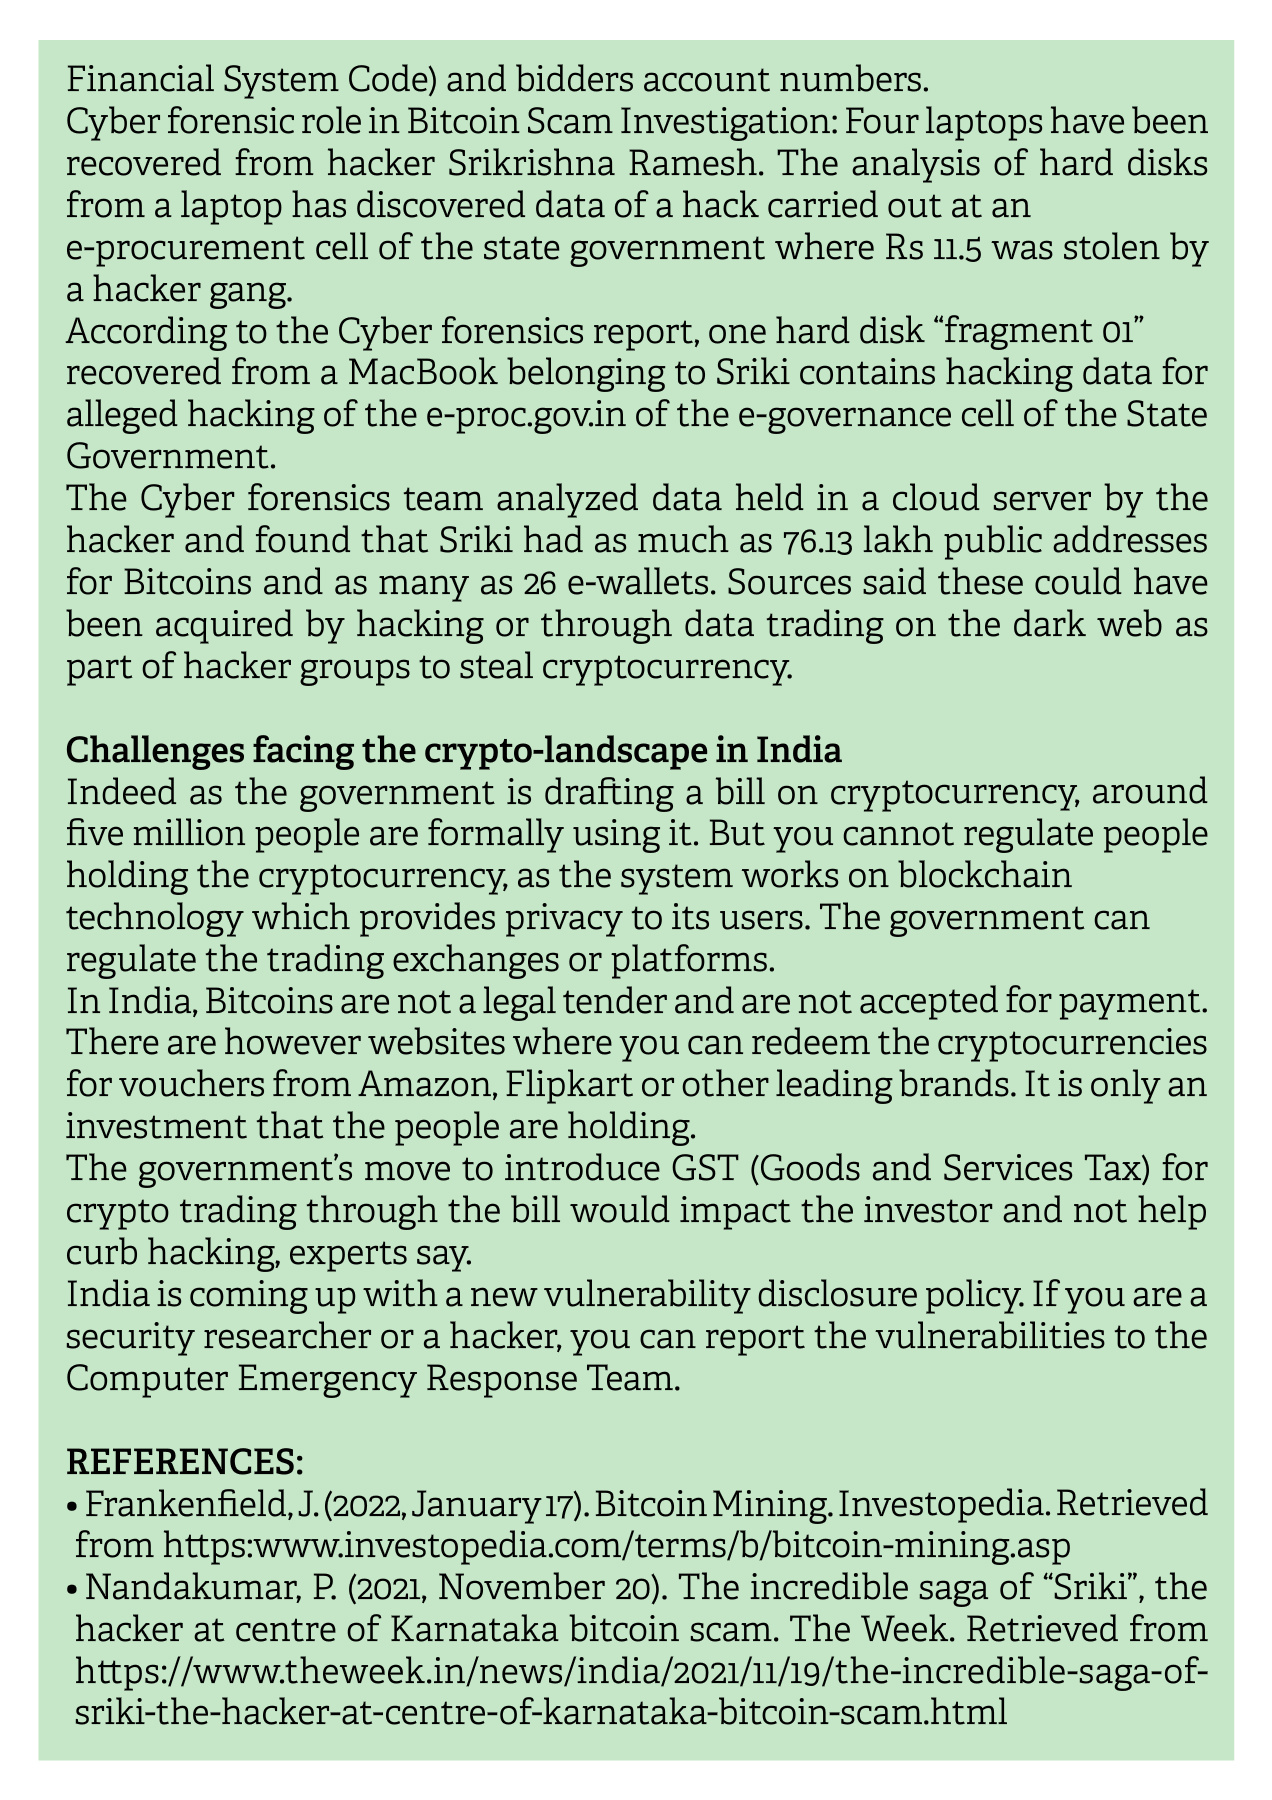 Financial System Code) and bidders account numbers.
Cyber forensic role in Bitcoin Scam Investigation: Four laptops have been
recovered from hacker Srikrishna Ramesh. The analysis of hard disks
from a laptop has discovered data of a hack carried out at an
e-procurement cell of the state government where Rs 11.5 was stolen by
a hacker gang.
According to the Cyber forensics report, one hard disk “fragment 01”
recovered from a MacBook belonging to Sriki contains hacking data for
alleged hacking of the e-proc.gov.in of the e-governance cell of the State
Government.
The Cyber forensics team analyzed data held in a cloud server by the
hacker and found that Sriki had as much as 76.13 lakh public addresses
for Bitcoins and as many as 26 e-wallets. Sources said these could have
been acquired by hacking or through data trading on the dark web as
part of hacker groups to steal cryptocurrency.
Challenges facing the crypto-landscape in India
Indeed as the government is drafting a bill on cryptocurrency, around
five million people are formally using it. But you cannot regulate people
holding the cryptocurrency, as the system works on blockchain
technology which provides privacy to its users. The government can
regulate the trading exchanges or platforms.
In India, Bitcoins are not a legal tender and are not accepted for payment.
There are however websites where you can redeem the cryptocurrencies
for vouchers from Amazon, Flipkart or other leading brands. It is only an
investment that the people are holding.
The government’s move to introduce GST (Goods and Services Tax) for
crypto trading through the bill would impact the investor and not help
curb hacking, experts say.
India is coming up with a new vulnerability disclosure policy. If you are a
security researcher or a hacker, you can report the vulnerabilities to the
Computer Emergency Response Team.
REFERENCES:
• Frankenfield, J. (2022, January 17). Bitcoin Mining. Investopedia. Retrieved
from https:www.investopedia.com/terms/b/bitcoin-mining.asp
• Nandakumar, P. (2021, November 20). The incredible saga of “Sriki”, the
hacker at centre of Karnataka bitcoin scam. The Week. Retrieved from
https://www.theweek.in/news/india/2021/11/19/the-incredible-saga-of-
sriki-the-hacker-at-centre-of-karnataka-bitcoin-scam.html